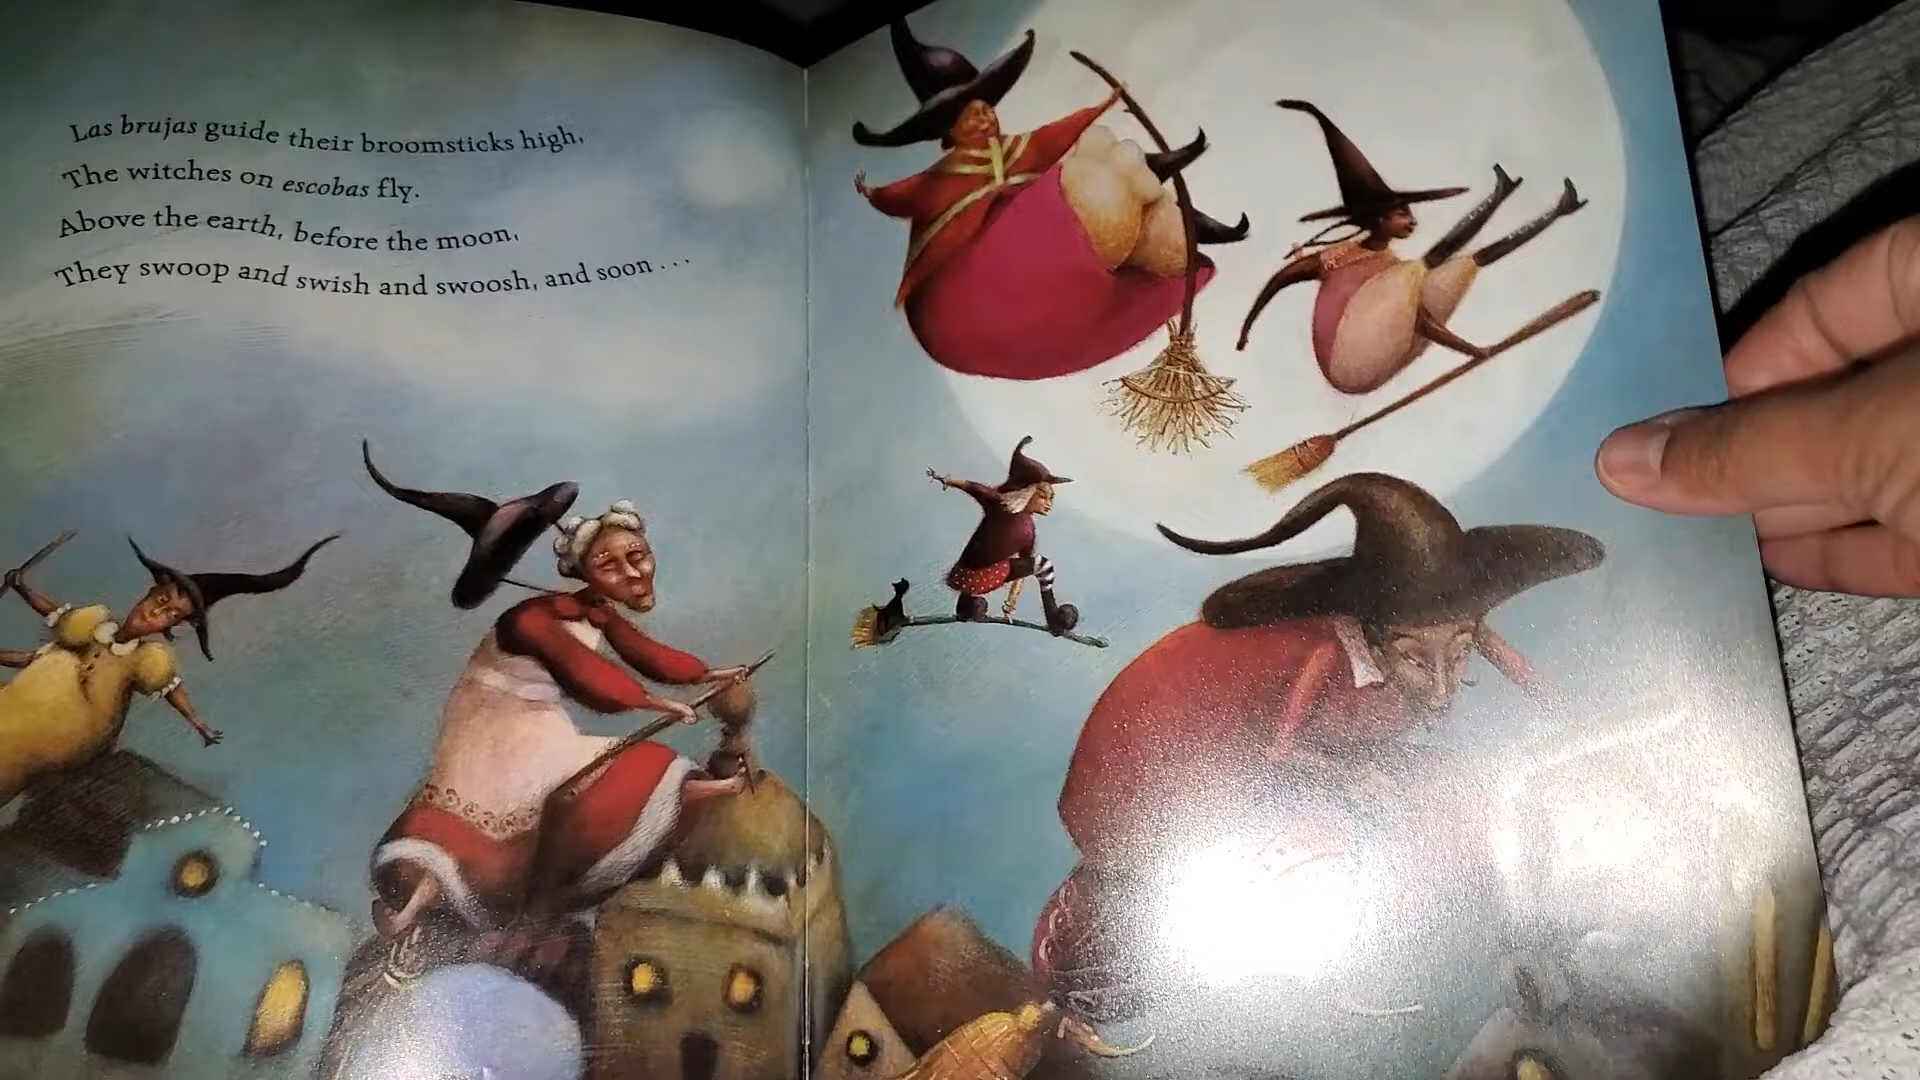 Las brujas guide their broomsticks high,
The witches on escobas fly.
Above the earth, before the moon,
They swoop and swish and swoosh, and soon . . .